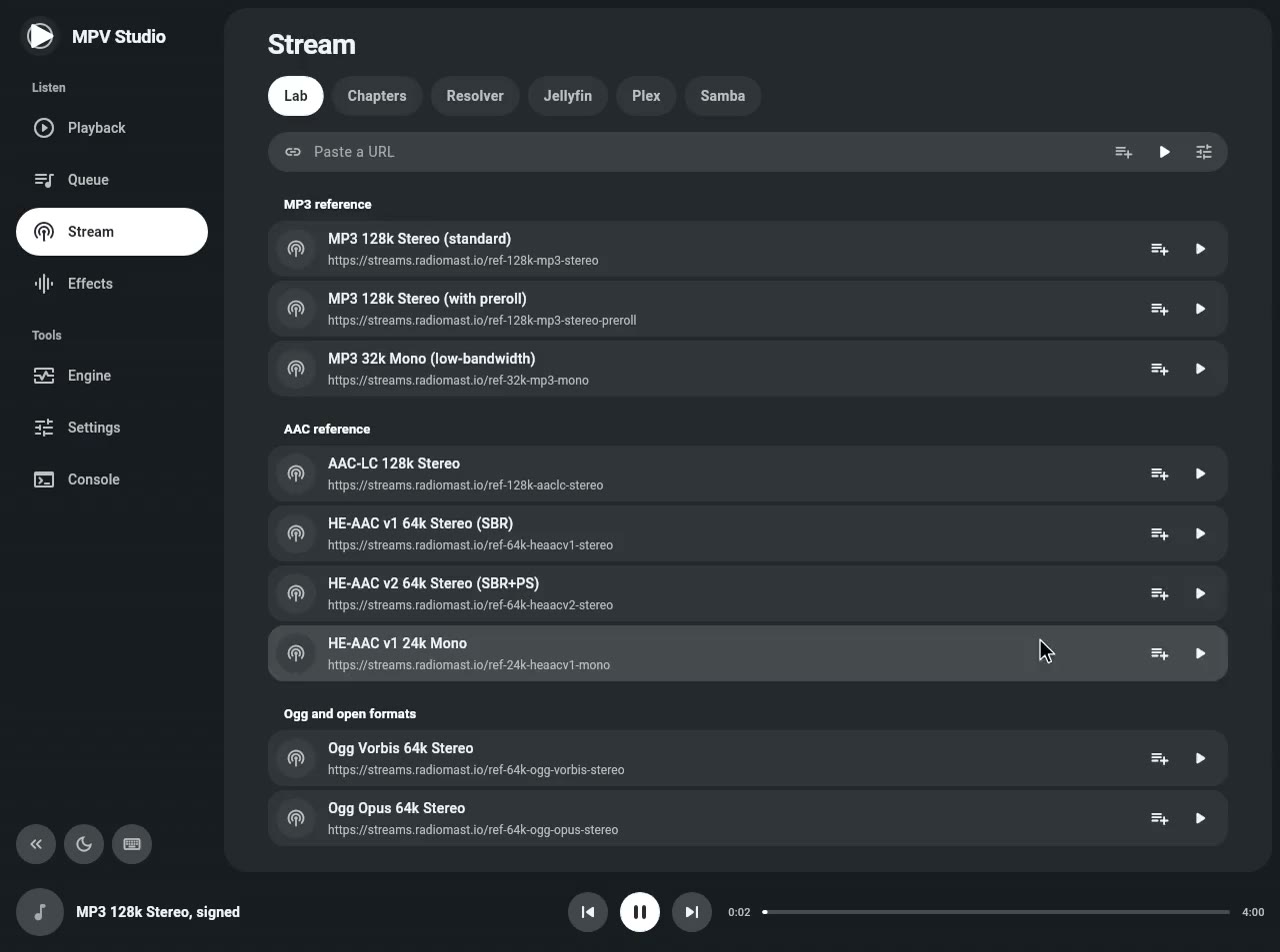 MPV Studio
Listen
Playback
Queue
Stream
Effects
Tools
Engine
Settings
Console
Stream
Lab
Chapters
Resolver
Jellyfin
Plex
Samba
Paste a URL
MP3 reference
MP3 128k Stereo (standard)
https://streams.radiomast.io/ref-128k-mp3-stereo
MP3 128k Stereo (with preroll)
https://streams.radiomast.io/ref-128k-mp3-stereo-preroll
MP3 32k Mono (low-bandwidth)
https://streams.radiomast.io/ref-32k-mp3-mono
AAC reference
AAC-LC 128k Stereo
https://streams.radiomast.io/ref-128k-aaclc-stereo
HE-AAC v1 64k Stereo (SBR)
https://streams.radiomast.io/ref-64k-heaacv1-stereo
HE-AAC v2 64k Stereo (SBR+PS)
https://streams.radiomast.io/ref-64k-heaacv2-stereo
HE-AAC v1 24k Mono
https://streams.radiomast.io/ref-24k-heaacv1-mono
Ogg and open formats
Ogg Vorbis 64k Stereo
https://streams.radiomast.io/ref-64k-ogg-vorbis-stereo
Ogg Opus 64k Stereo
https://streams.radiomast.io/ref-64k-ogg-opus-stereo
MP3 128k Stereo, signed
0:02
4:00